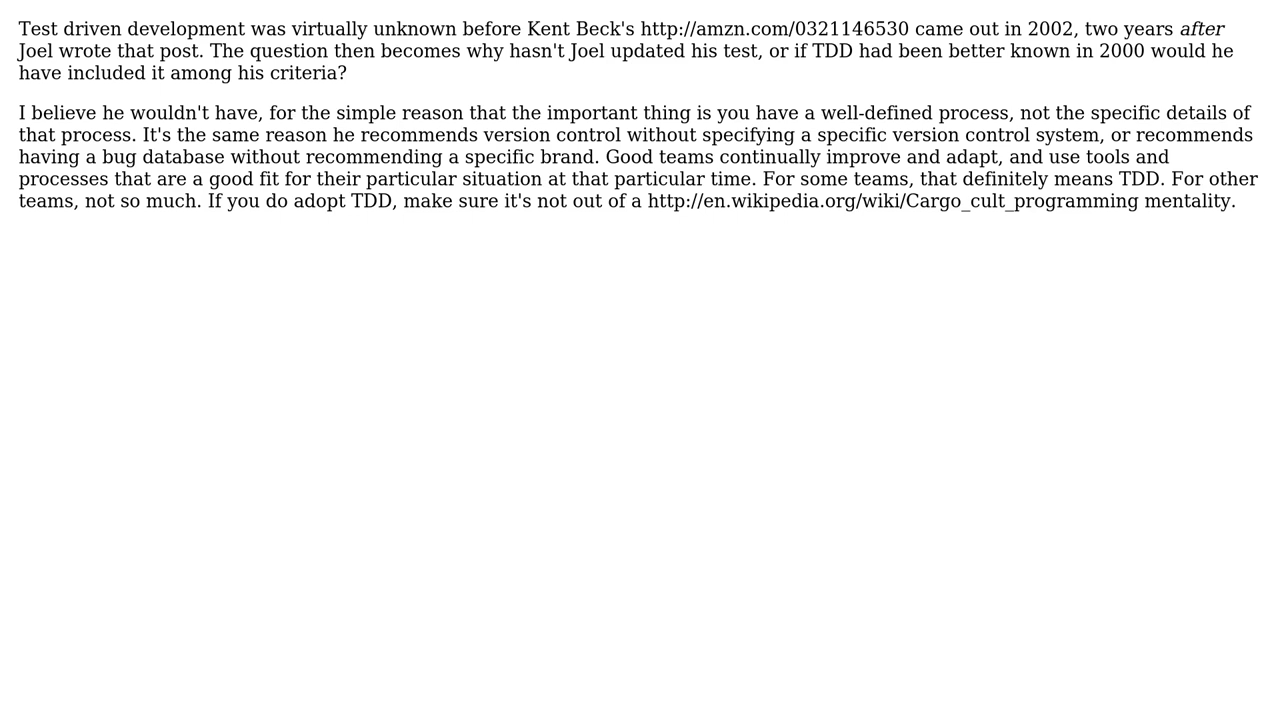 Test driven development was virtually unknown before Kent Beck's http://amzn.com/0321146530 came out in 2002, two years after
Joel wrote that post. The question then becomes why hasn't Joel updated his test, or if TDD had been better known in 2000 would he
have included it among his criteria?
I believe he wouldn't have, for the simple reason that the important thing is you have a well-defined process, not the specific details of
that process. It's the same reason he recommends version control without specifying a specific version control system, or recommends
having a bug database without recommending a specific brand. Good teams continually improve and adapt, and use tools and
processes that are a good fit for their particular situation at that particular time. For some teams, that definitely means TDD. For other
teams, not so much. If you do adopt TDD, make sure it's not out of a http://en.wikipedia.org/wiki/Cargo_cult_programming mentality.